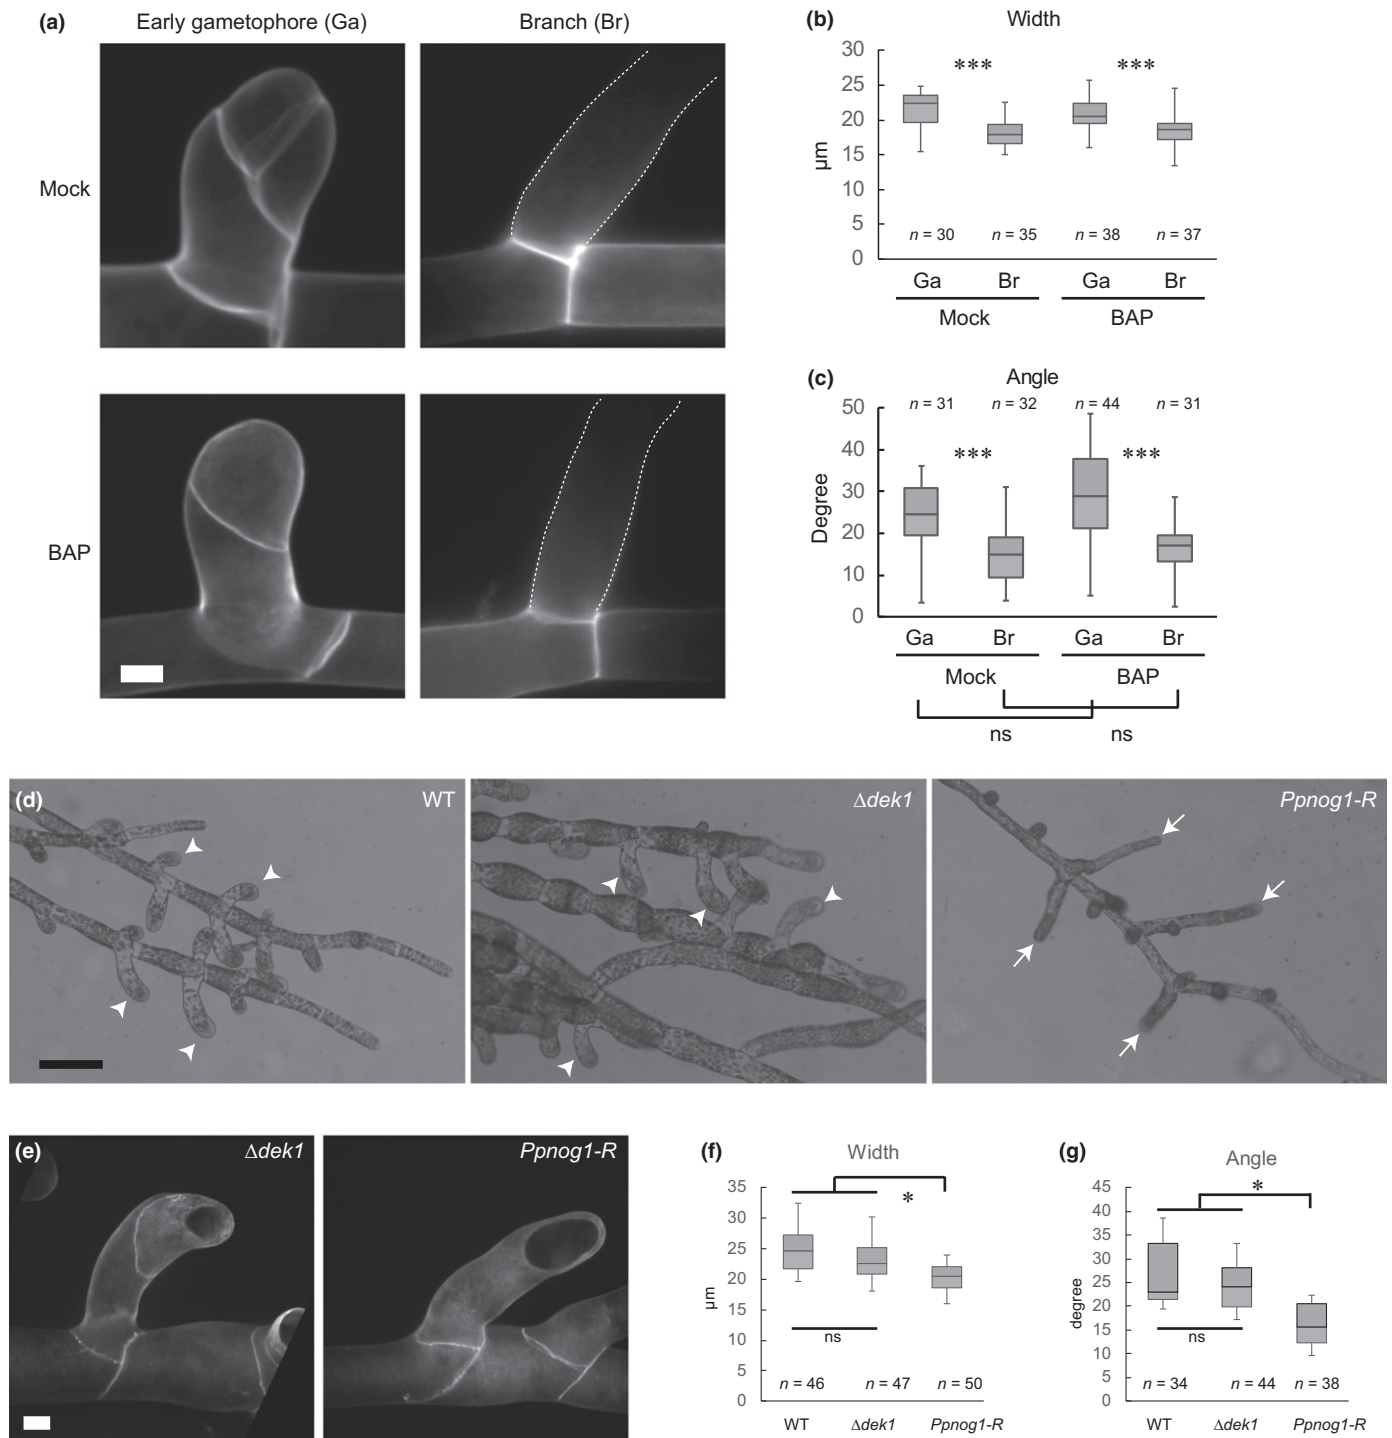 (a)
Early gametophore (Ga)
Branch (Br)
Mock
BAP
(b)
Width
30
25
20
15
10
5
0
µm
***
***
n = 30
n = 35
n = 38
n = 37
Ga
Br
Ga
Br
Mock
BAP
(c)
Angle
n = 31
n = 32
n = 44
n = 31
50
40
30
20
10
0
Degree
***
***
Ga
Br
Ga
Br
Mock
BAP
ns
ns
(d)
WT
Δdek1
Ppnog1-R
(e)
Δdek1
Ppnog1-R
(f)
Width
35
30
25
20
15
10
5
0
µm
*
ns
n = 46
n = 47
n = 50
WT
Δdek1
Ppnog1-R
(g)
Angle
45
40
35
30
25
20
15
10
5
0
degree
*
ns
n = 34
n = 44
n = 38
WT
Δdek1
Ppnog1-R